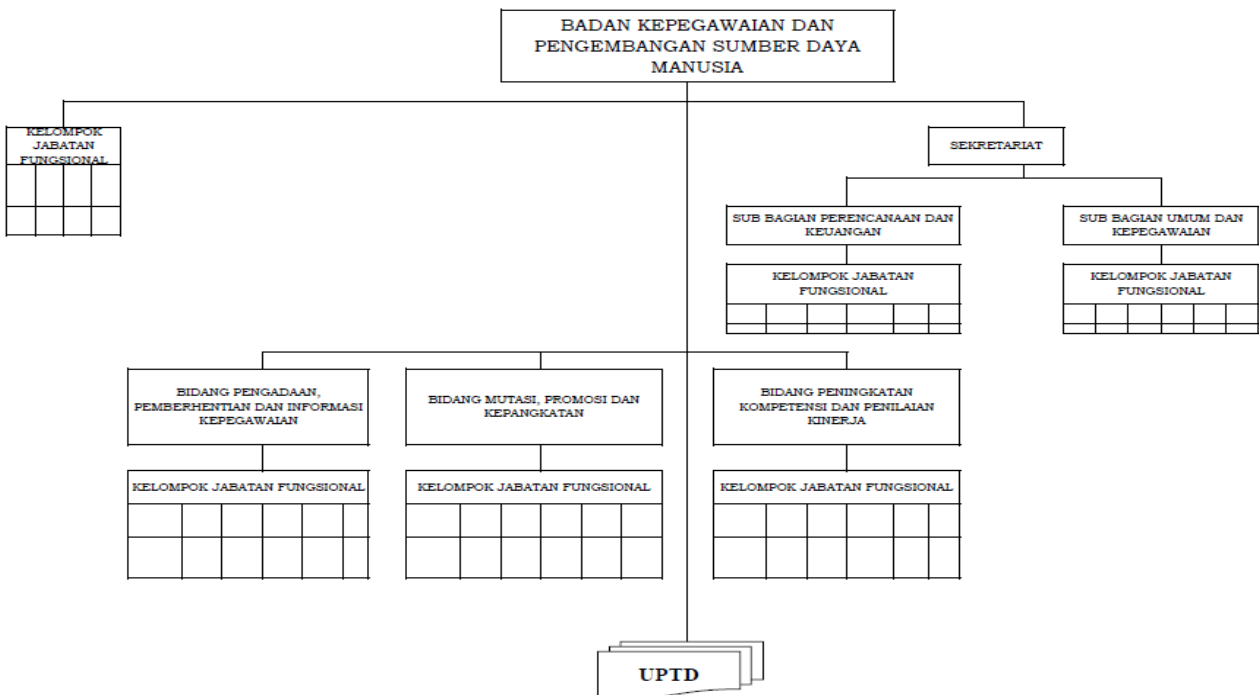 BADAN KEPEGAWAIAN DAN
PENGEMBANGAN SUMBER DAYA
MANUSIA
KELOMPOK
JABATAN
FUNGSIONAL
SEKRETARIAT
SUB BAGIAN PERENCANAAN DAN
KEUANGAN
SUB BAGIAN UMUM DAN
KEPEGAWAIAN
KELOMPOK JABATAN
FUNGSIONAL
KELOMPOK JABATAN
FUNGSIONAL
BIDANG PENGADAAN,
PEMBERHENTIAN DAN INFORMASI
KEPEGAWAIAN
BIDANG MUTASI, PROMOSI DAN
KEPANGKATAN
BIDANG PENINGKATAN
KOMPETENSI DAN PENILAIAN
KINERJA
KELOMPOK JABATAN FUNGSIONAL
KELOMPOK JABATAN FUNGSIONAL
KELOMPOK JABATAN FUNGSIONAL
UPTD